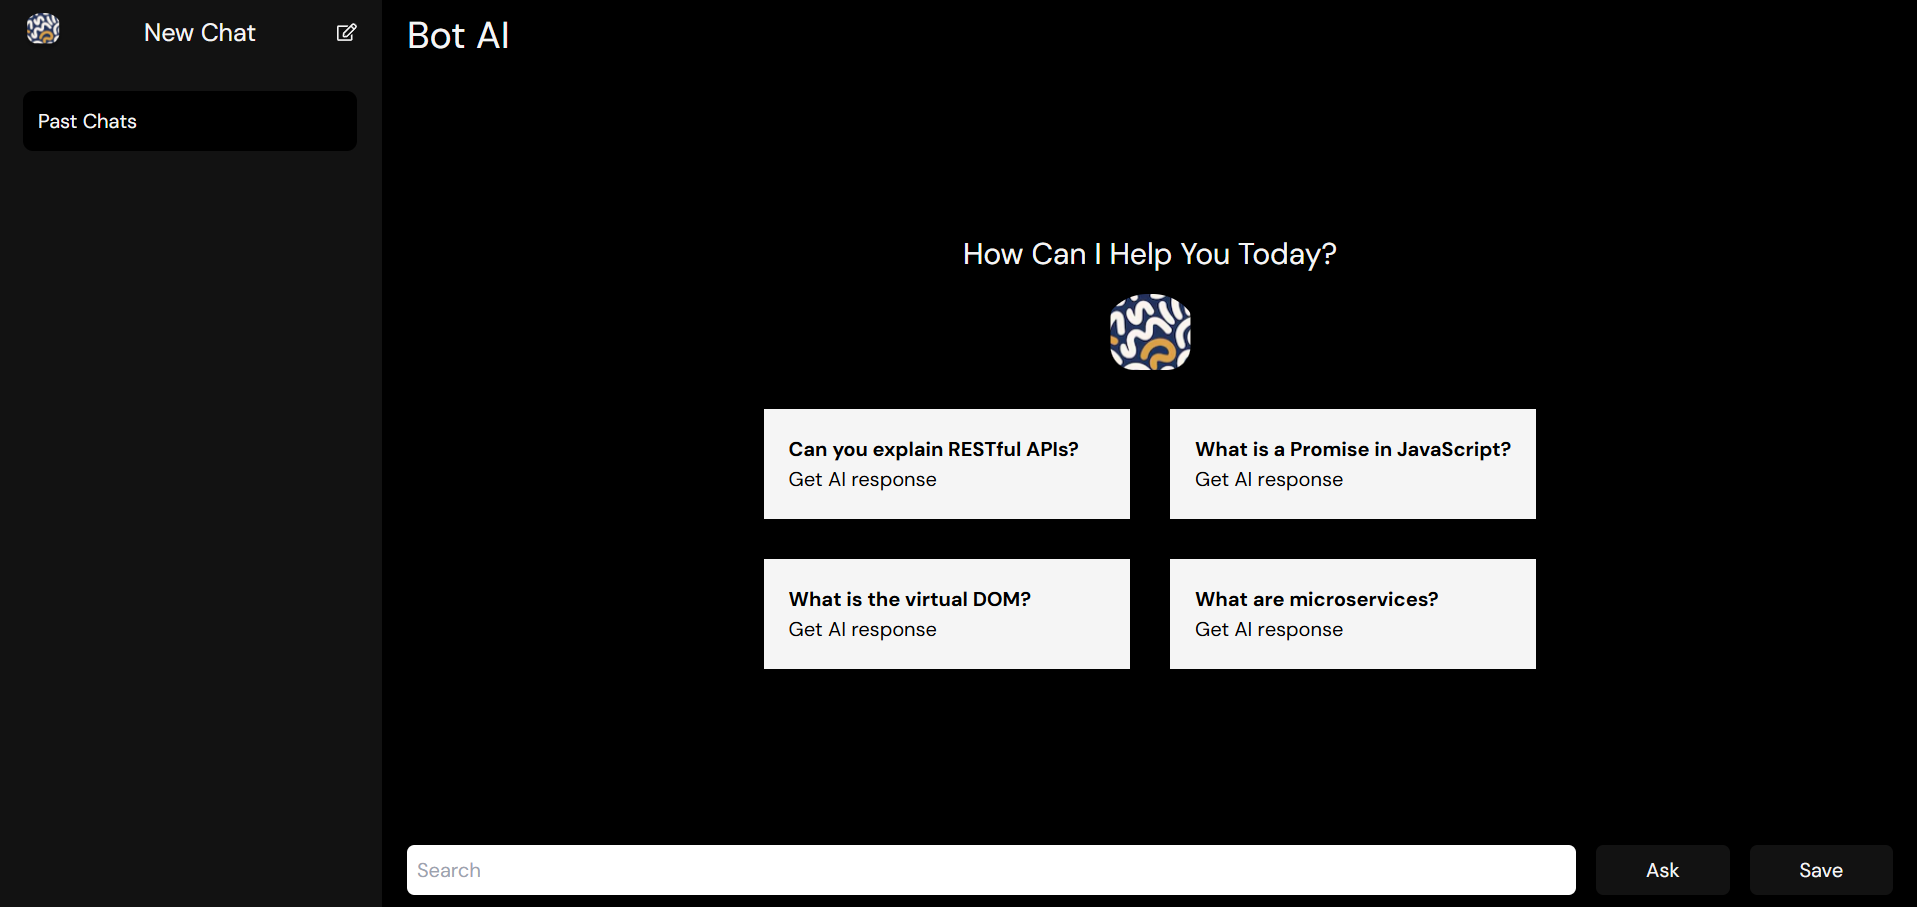 New Chat
Past Chats
Bot AI
How Can I Help You Today?
Can you explain RESTful APIs?
Get AI response
What is a Promise in JavaScript?
Get AI response
What is the virtual DOM?
Get AI response
What are microservices?
Get AI response
Search
Ask
Save